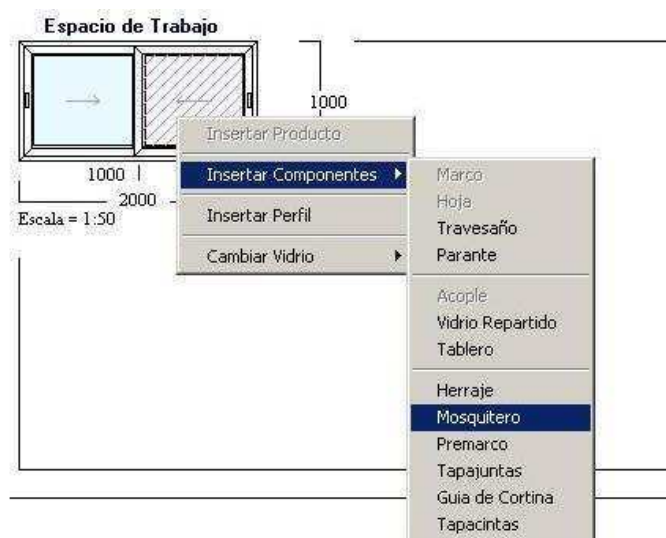 Espacio de Trabajo
1000
1000
2000
Escala = 1:50
Insertar Producto
Insertar Componentes
Insertar Perfil
Cambiar Vidrio
Marco
Hoja
Travesaño
Parante
Acople
Vidrio Repartido
Tablero
Herraje
Mosquitero
Premarco
Tapajuntas
Guia de Cortina
Tapacintas